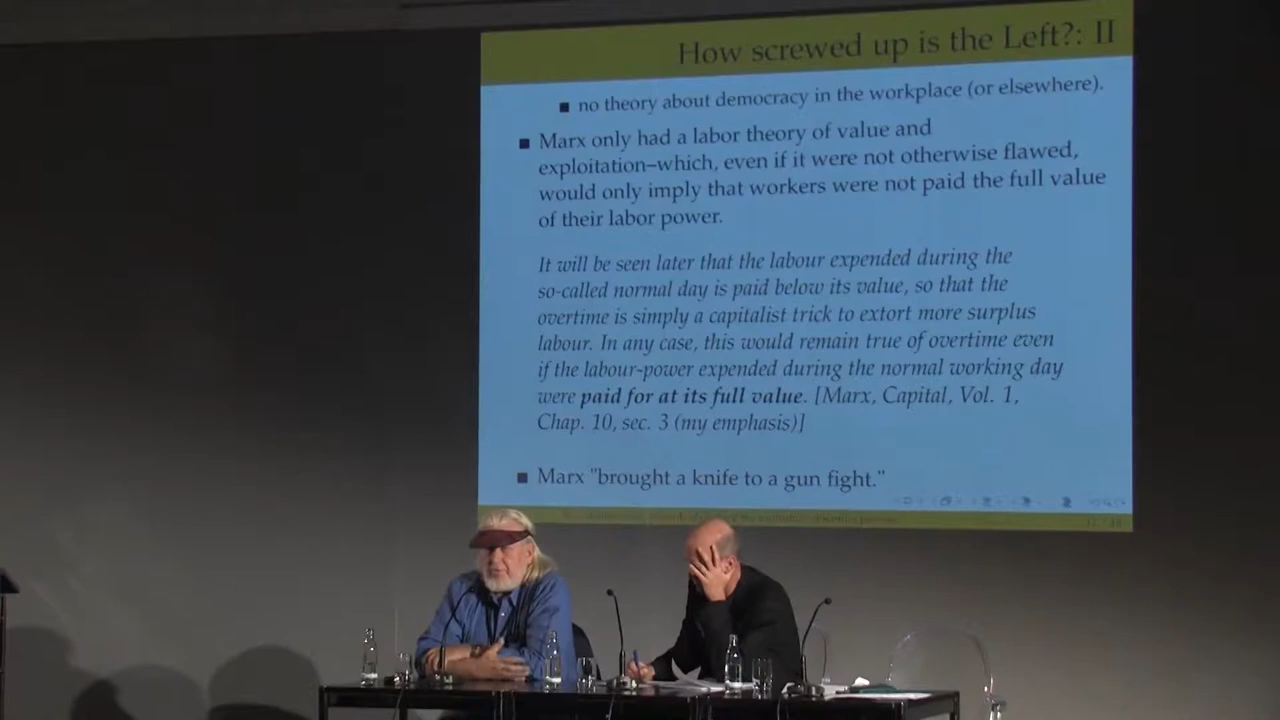 How screwed up is the Left?: II
no theory about democracy in the workplace (or elsewhere).
Marx only had a labor theory of value and
exploitation–which, even if it were not otherwise flawed,
would only imply that workers were not paid the full value
of their labor power.
It will be seen later that the labour expended during the
so-called normal day is paid below its value, so that the
overtime is simply a capitalist trick to extort more surplus
labour. In any case, this would remain true of overtime even
if the labour-power expended during the normal working day
were paid for at its full value. [Marx, Capital, Vol. 1,
Chap. 10, sec. 3 (my emphasis)]
Marx "brought a knife to a gun fight."